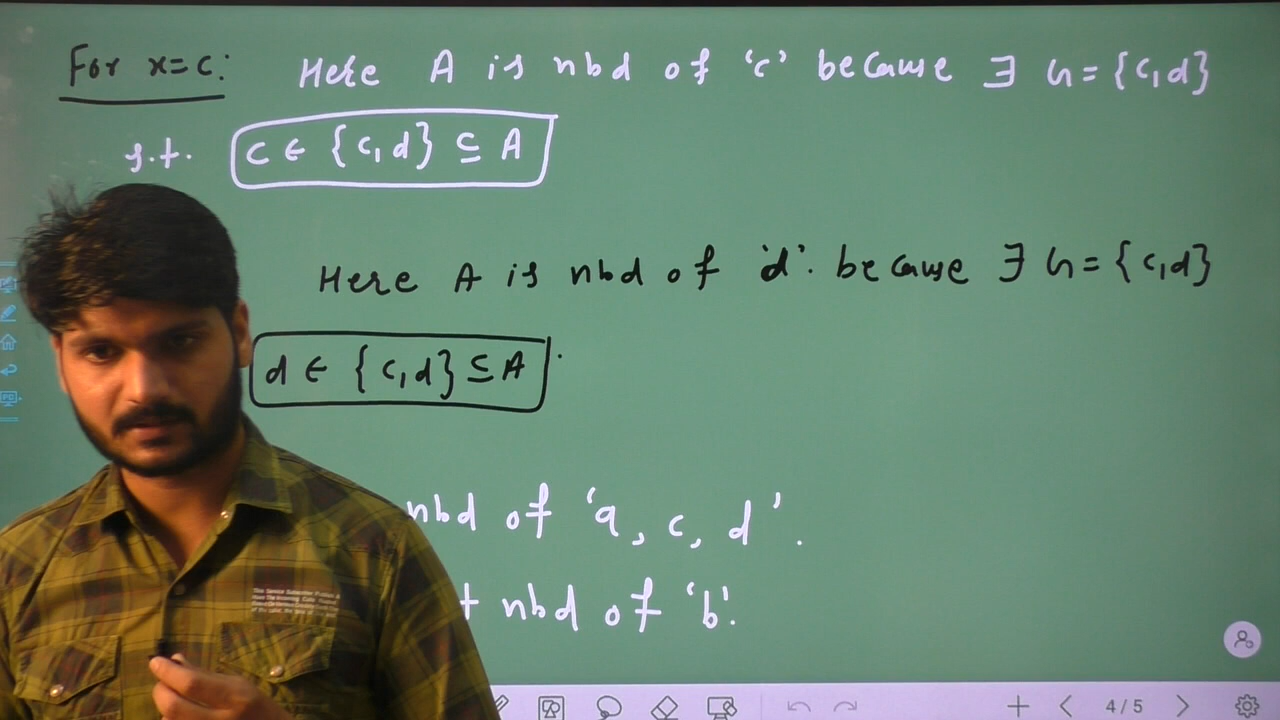 For x=c: Here A is nbd of 'c' because ∃ G={c,d}
s.t. c ∈ {c,d} ⊆ A
Here A is nbd of 'd'. because ∃ G={c,d}
d ∈ {c,d} ⊆ A.
nbd of 'a, c, d'.
t nbd of 'b'.
4/5